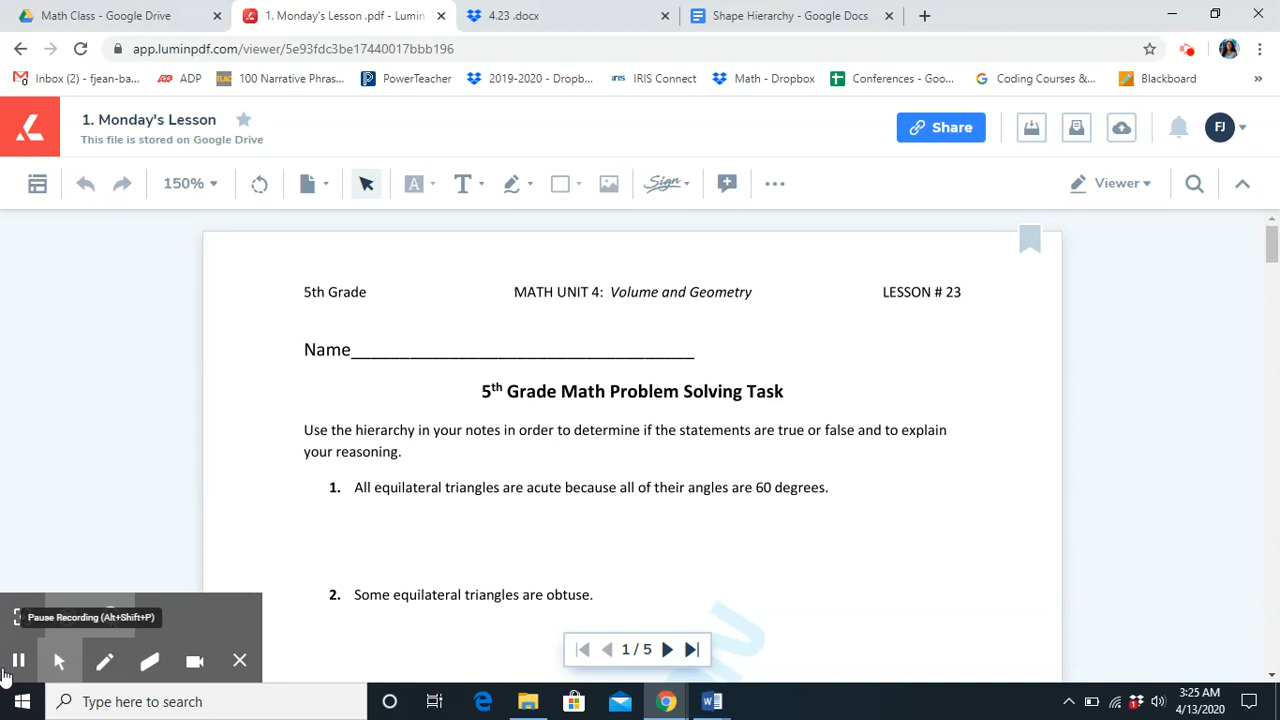 Math Class - Google Drive
1. Monday's Lesson .pdf - Lumin
4.23 .docx
Shape Hierarchy - Google Docs
app.luminpdf.com/viewer/5e93fdc3be17440017bbb196
Inbox (2) - fjean-ba...
ADP
100 Narrative Phras...
PowerTeacher
2019-2020 - Dropb...
IRIS Connect
Math - Dropbox
Conferences - Goo...
Coding Courses &...
Blackboard
»
1. Monday's Lesson
This file is stored on Google Drive
Share
FJ
150%
A
T
Sign
Viewer
5th Grade MATH UNIT 4: Volume and Geometry LESSON # 23
Name___________________________________
5th Grade Math Problem Solving Task
Use the hierarchy in your notes in order to determine if the statements are true or false and to explain
your reasoning.
1. All equilateral triangles are acute because all of their angles are 60 degrees.
2. Some equilateral triangles are obtuse.
Pause Recording (Alt+Shift+P)
1 / 5
Type here to search
3:25 AM
4/13/2020